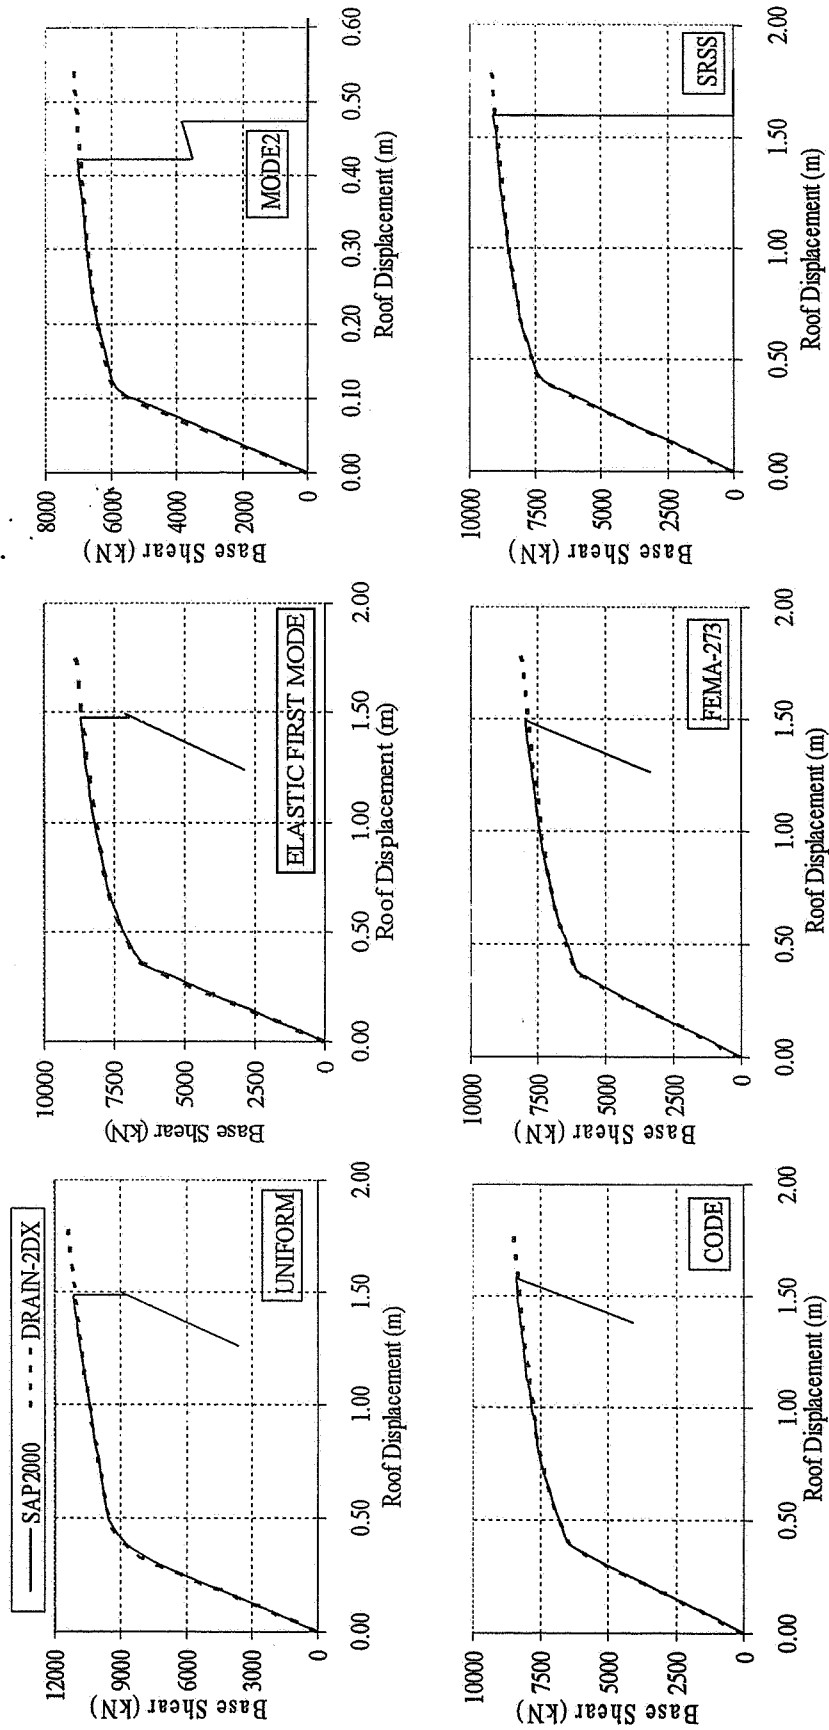 SAP2000 DRAIN-2DX
12000
9000
6000
3000
0
Base Shear (kN)
0.00 0.50 1.00 1.50 2.00
Roof Displacement (m)
UNIFORM
10000
7500
5000
2500
0
Base Shear (kN)
0.00 0.50 1.00 1.50 2.00
Roof Displacement (m)
ELASTIC FIRST MODE
8000
6000
4000
2000
0
Base Shear (kN)
0.00 0.10 0.20 0.30 0.40 0.50 0.60
Roof Displacement (m)
MODE2
10000
7500
5000
2500
0
Base Shear (kN)
0.00 0.50 1.00 1.50 2.00
Roof Displacement (m)
CODE
10000
7500
5000
2500
0
Base Shear (kN)
0.00 0.50 1.00 1.50 2.00
Roof Displacement (m)
FEMA-273
10000
7500
5000
2500
0
Base Shear (kN)
0.00 0.50 1.00 1.50 2.00
Roof Displacement (m)
SRSS